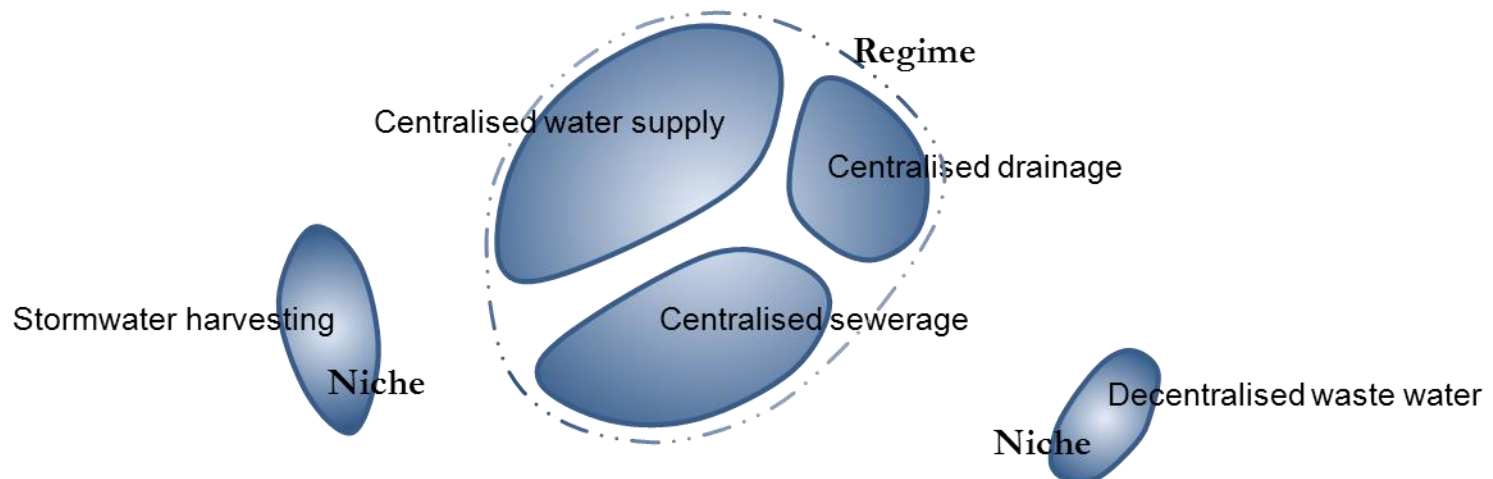 Regime
Centralised water supply
Centralised drainage
Stormwater harvesting
Centralised sewerage
Niche
Decentralised waste water
Niche